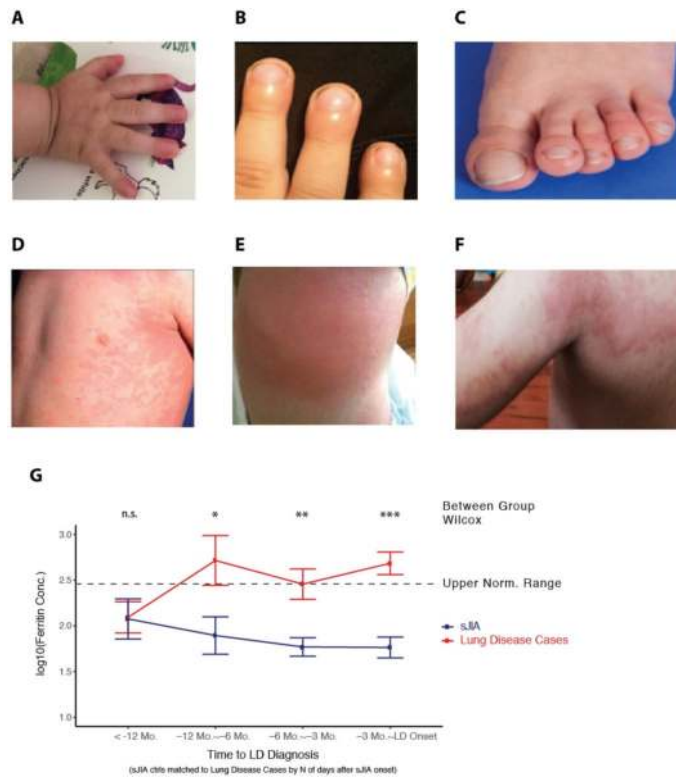 A
B
C
D
E
F
G
n.s.
*
**
***
Between Group
Wilcox
3.0
2.5
2.0
1.5
1.0
log10(Ferritin Conc.)
Upper Norm. Range
sJIA
Lung Disease Cases
< -12 Mo.
−12 Mo.–−6 Mo.
−6 Mo.–−3 Mo.
−3 Mo.–LD Onset
Time to LD Diagnosis
(sJIA ctrls matched to Lung Disease Cases by N of days after sJIA onset)